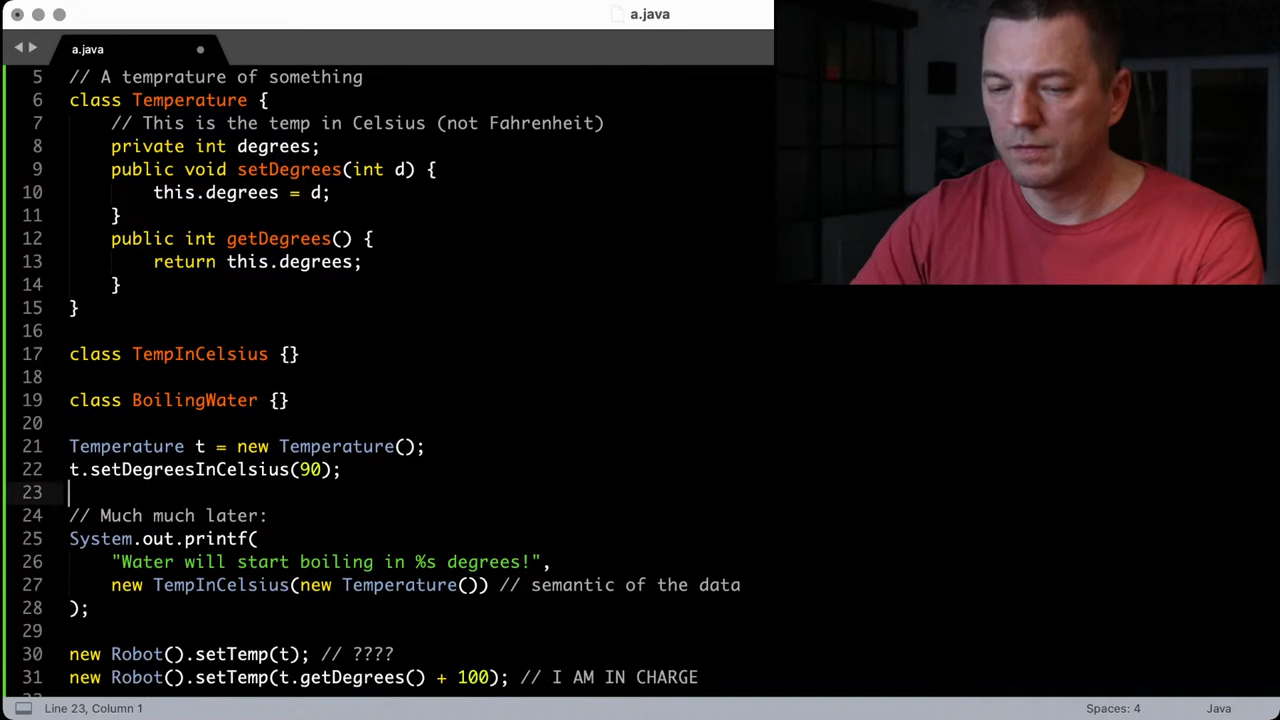 a.java
a.java
5 // A temprature of something
6 class Temperature {
7 // This is the temp in Celsius (not Fahrenheit)
8 private int degrees;
9 public void setDegrees(int d) {
10 this.degrees = d;
11 }
12 public int getDegrees() {
13 return this.degrees;
14 }
15 }
16
17 class TempInCelsius {}
18
19 class BoilingWater {}
20
21 Temperature t = new Temperature();
22 t.setDegreesInCelsius(90);
23
24 // Much much later:
25 System.out.printf(
26 "Water will start boiling in %s degrees!",
27 new TempInCelsius(new Temperature()) // semantic of the data
28 );
29
30 new Robot().setTemp(t); // ????
31 new Robot().setTemp(t.getDegrees() + 100); // I AM IN CHARGE
Line 23, Column 1 Spaces: 4 Java